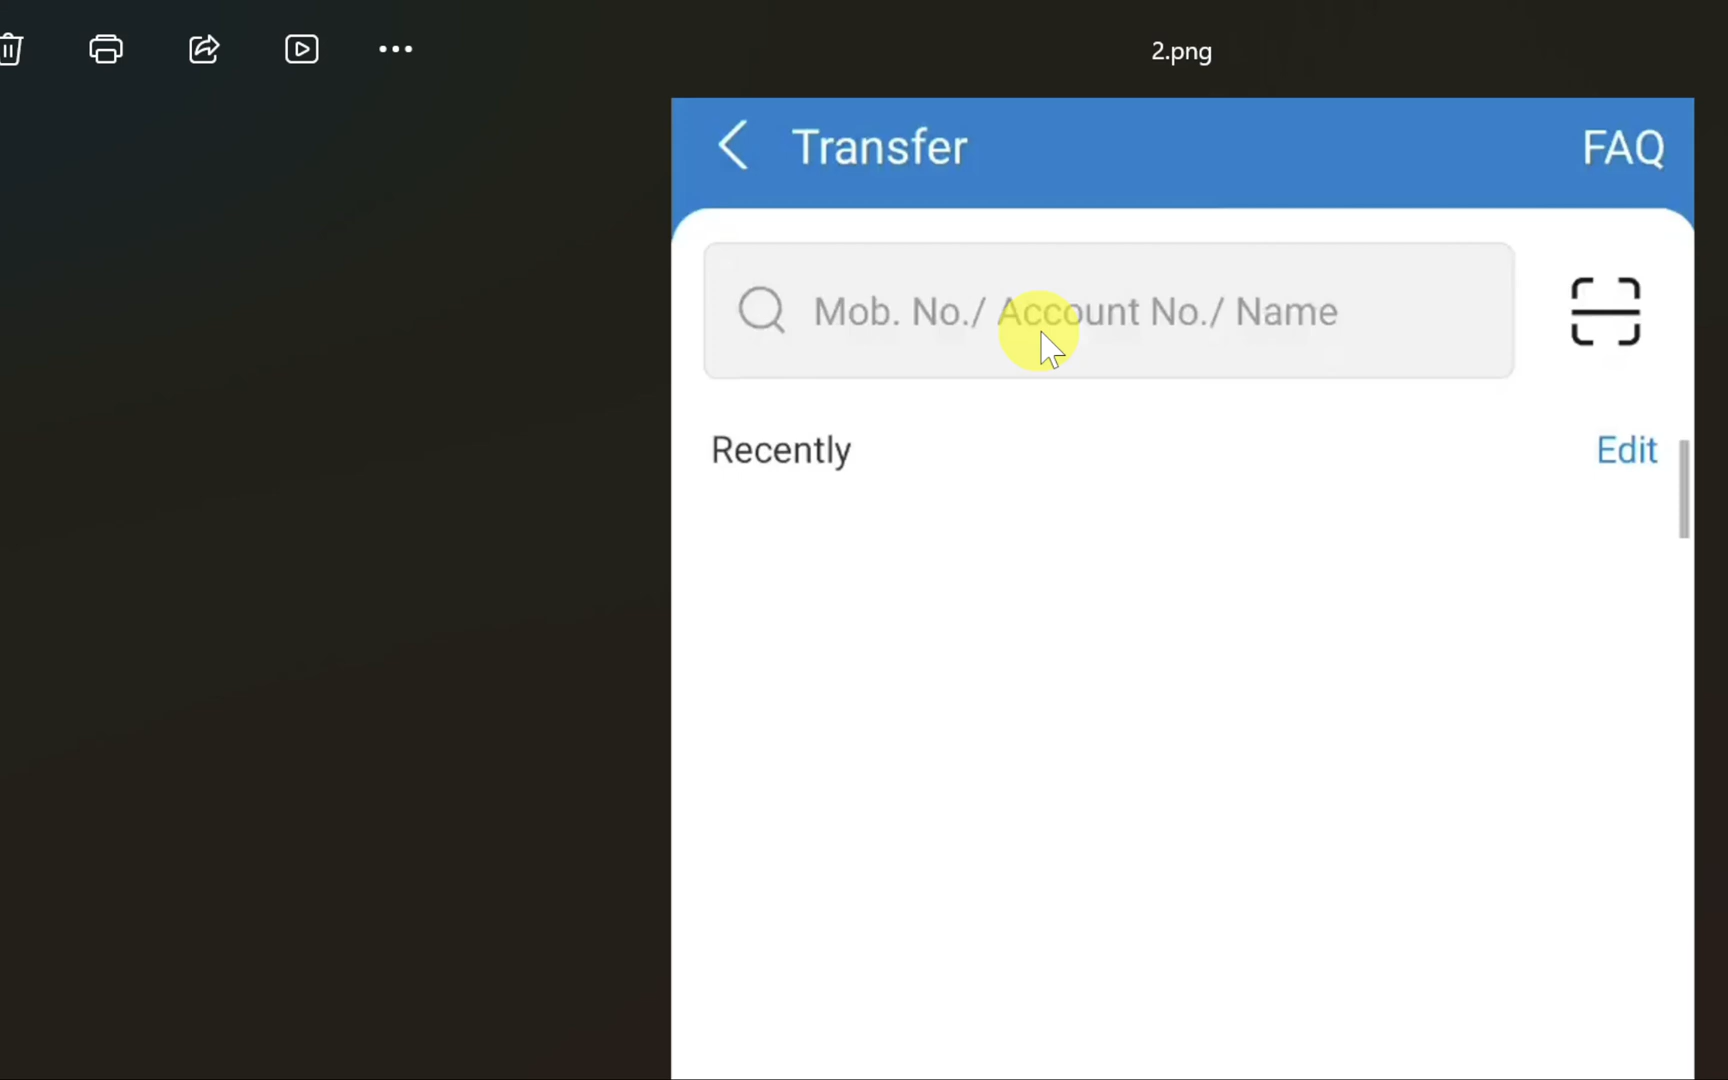 2.png
Transfer
FAQ
Mob. No./ Account No./ Name
Recently
Edit